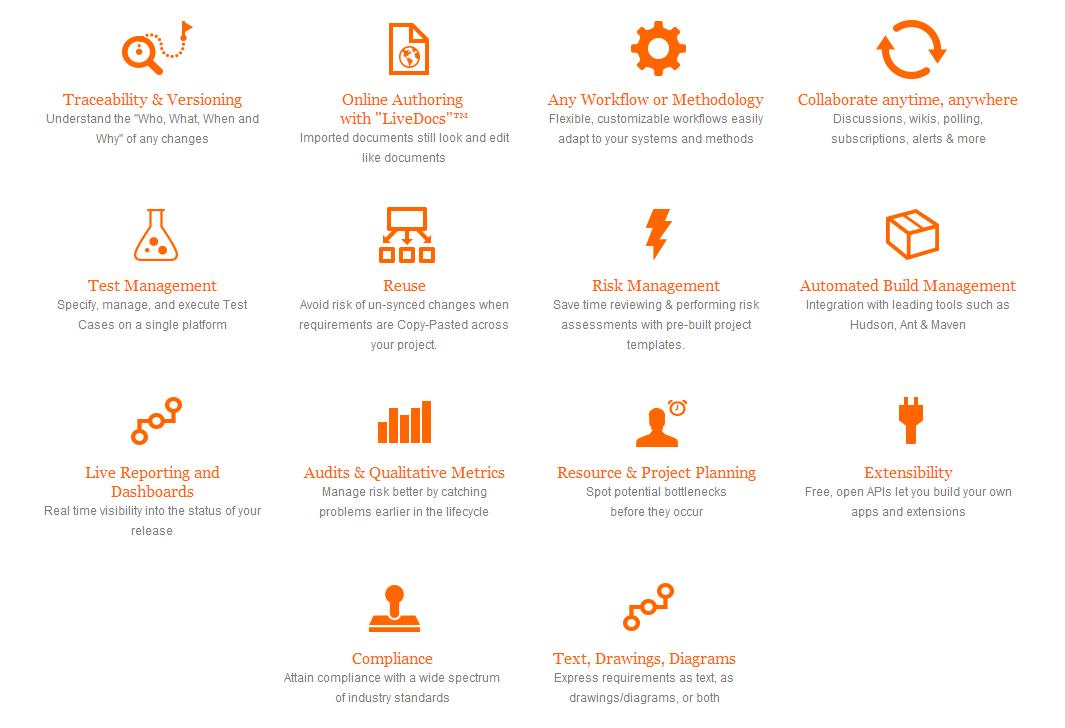 Traceability & Versioning
Understand the "Who, What, When and
Why" of any changes
Online Authoring
with "LiveDocs"™
Imported documents still look and edit
like documents
Any Workflow or Methodology
Flexible, customizable workflows easily
adapt to your systems and methods
Collaborate anytime, anywhere
Discussions, wikis, polling,
subscriptions, alerts & more
Test Management
Specify, manage, and execute Test
Cases on a single platform
Reuse
Avoid risk of un-synced changes when
requirements are Copy-Pasted across
your project.
Risk Management
Save time reviewing & performing risk
assessments with pre-built project
templates.
Automated Build Management
Integration with leading tools such as
Hudson, Ant & Maven
Live Reporting and
Dashboards
Real time visibility into the status of your
release
Audits & Qualitative Metrics
Manage risk better by catching
problems earlier in the lifecycle
Resource & Project Planning
Spot potential bottlenecks
before they occur
Extensibility
Free, open APIs let you build your own
apps and extensions
Compliance
Attain compliance with a wide spectrum
of industry standards
Text, Drawings, Diagrams
Express requirements as text, as
drawings/diagrams, or both